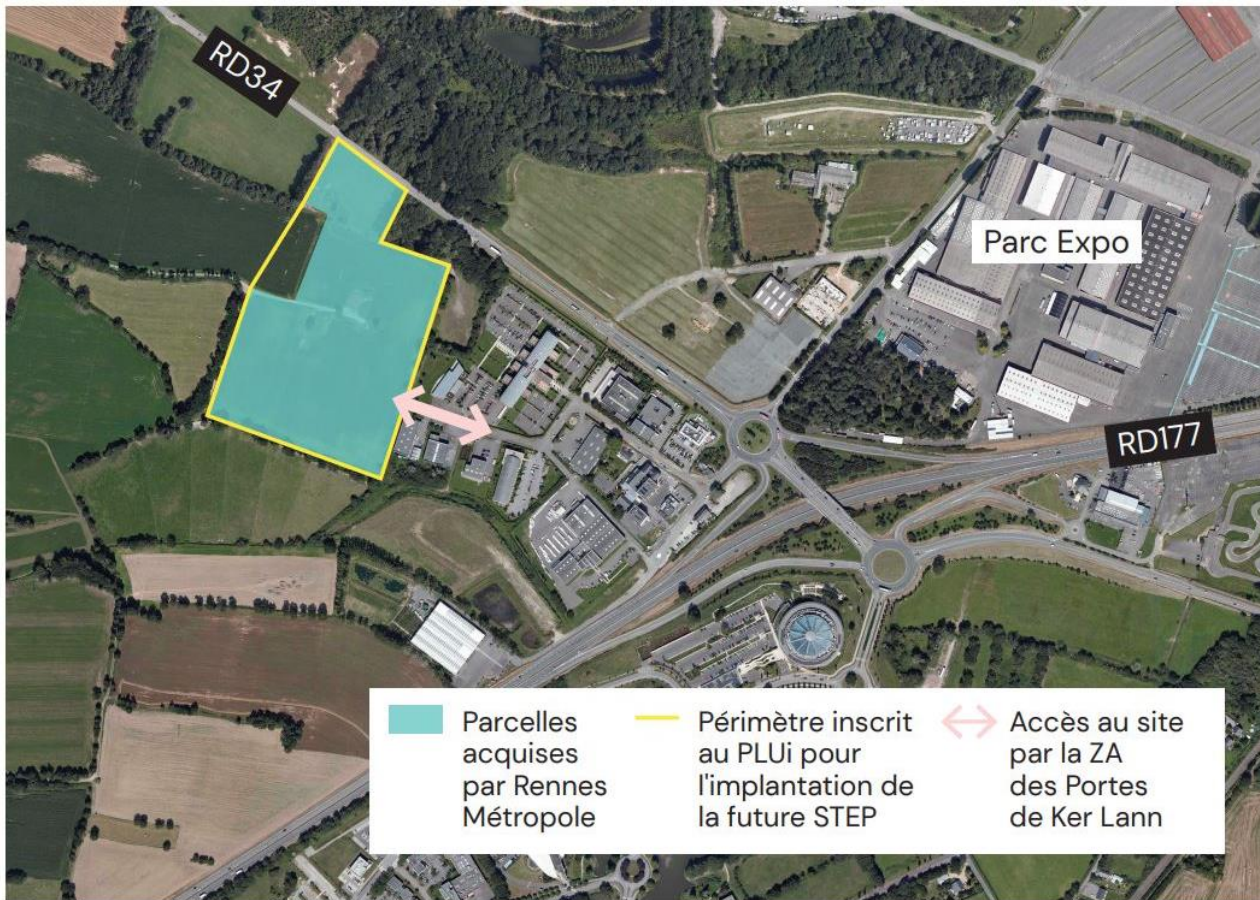 RD34
Parc Expo
RD177
Parcelles
acquises
par Rennes
Métropole
Périmètre inscrit
au PLUi pour
l'implantation de
la future STEP
Accès au site
par la ZA
des Portes
de Ker Lann